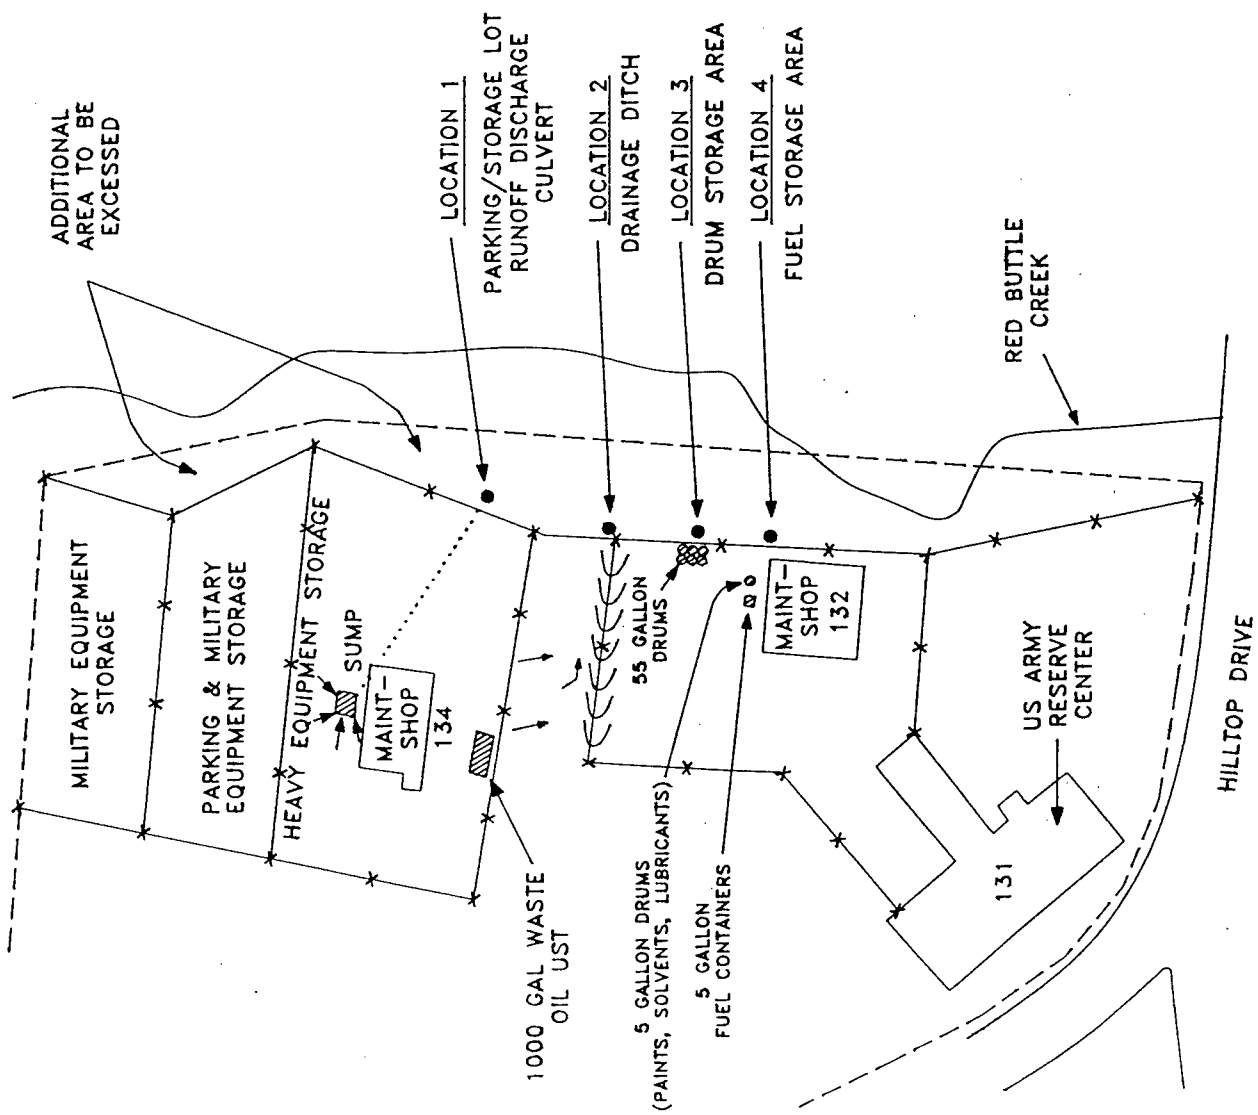 ADDITIONAL
AREA TO BE
EXCESSED
LOCATION 1
PARKING/STORAGE LOT
RUNOFF DISCHARGE
CULVERT
LOCATION 2
DRAINAGE DITCH
LOCATION 3
DRUM STORAGE AREA
LOCATION 4
FUEL STORAGE AREA
RED BUTTLE
CREEK
MILITARY EQUIPMENT
STORAGE
PARKING & MILITARY
EQUIPMENT STORAGE
HEAVY EQUIPMENT STORAGE
SUMP
MAINT-
SHOP
134
55 GALLON
DRUMS
MAINT-
SHOP
132
US ARMY
RESERVE
CENTER
HILLTOP DRIVE
1000 GAL WASTE
OIL UST
5 GALLON DRUMS
(PAINTS, SOLVENTS, LUBRICANTS)
5 GALLON
FUEL CONTAINERS
131